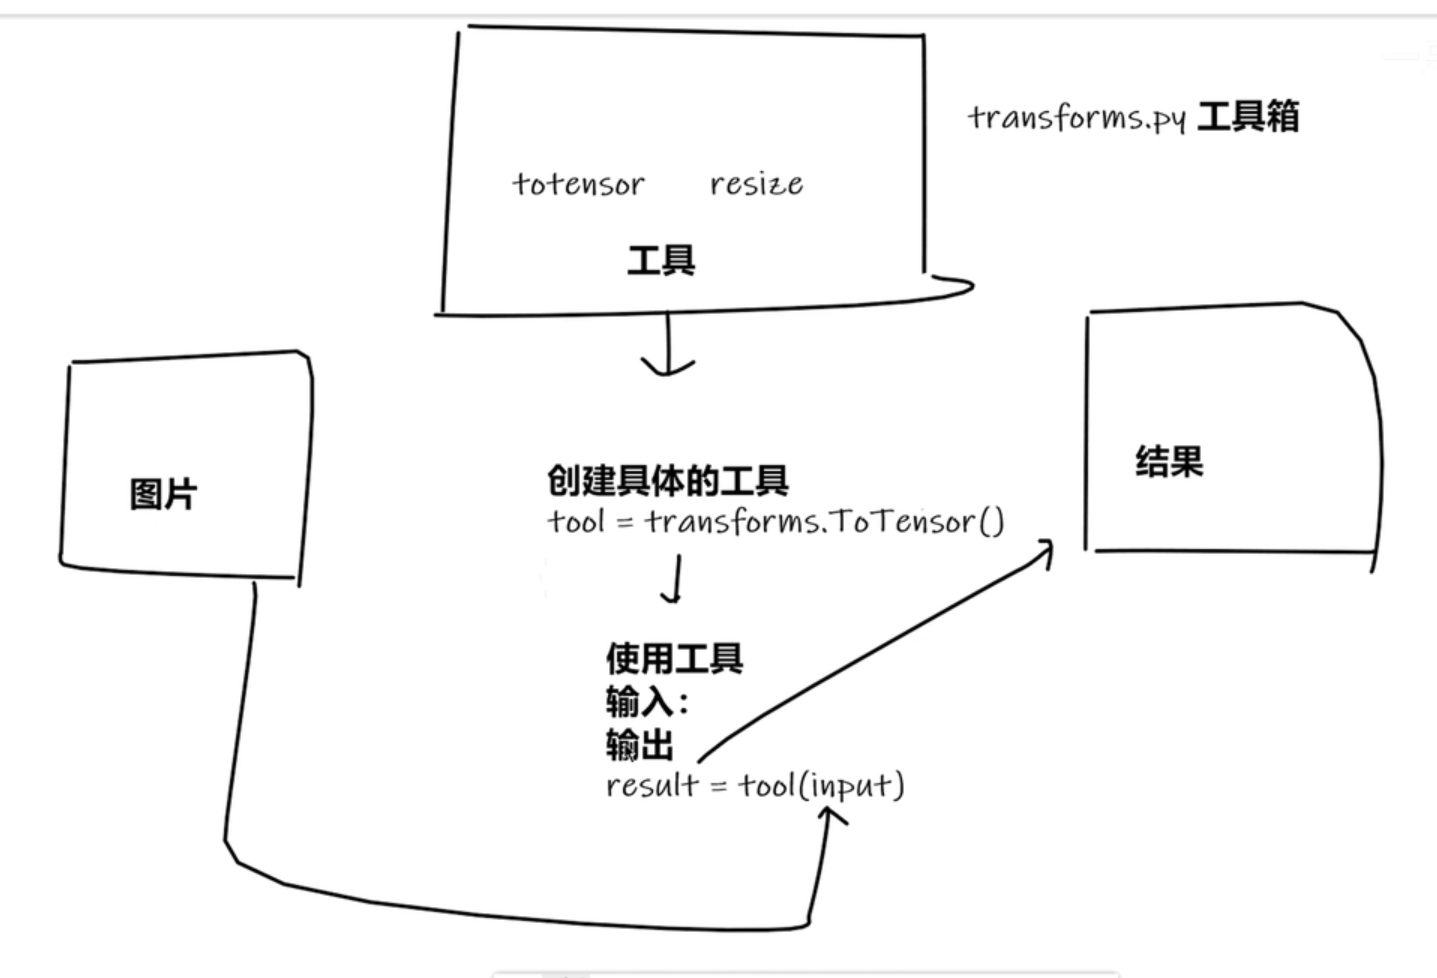 transforms.py 工具箱
totensor resize
工具
图片
创建具体的工具
tool = transforms.ToTensor()
结果
使用工具
输入：
输出
result = tool(input)